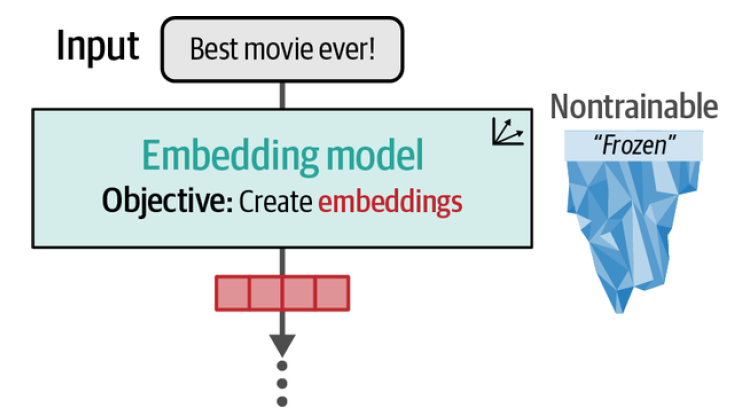 Input
Best movie ever!
Nontrainable
"Frozen"
Embedding model
Objective: Create embeddings